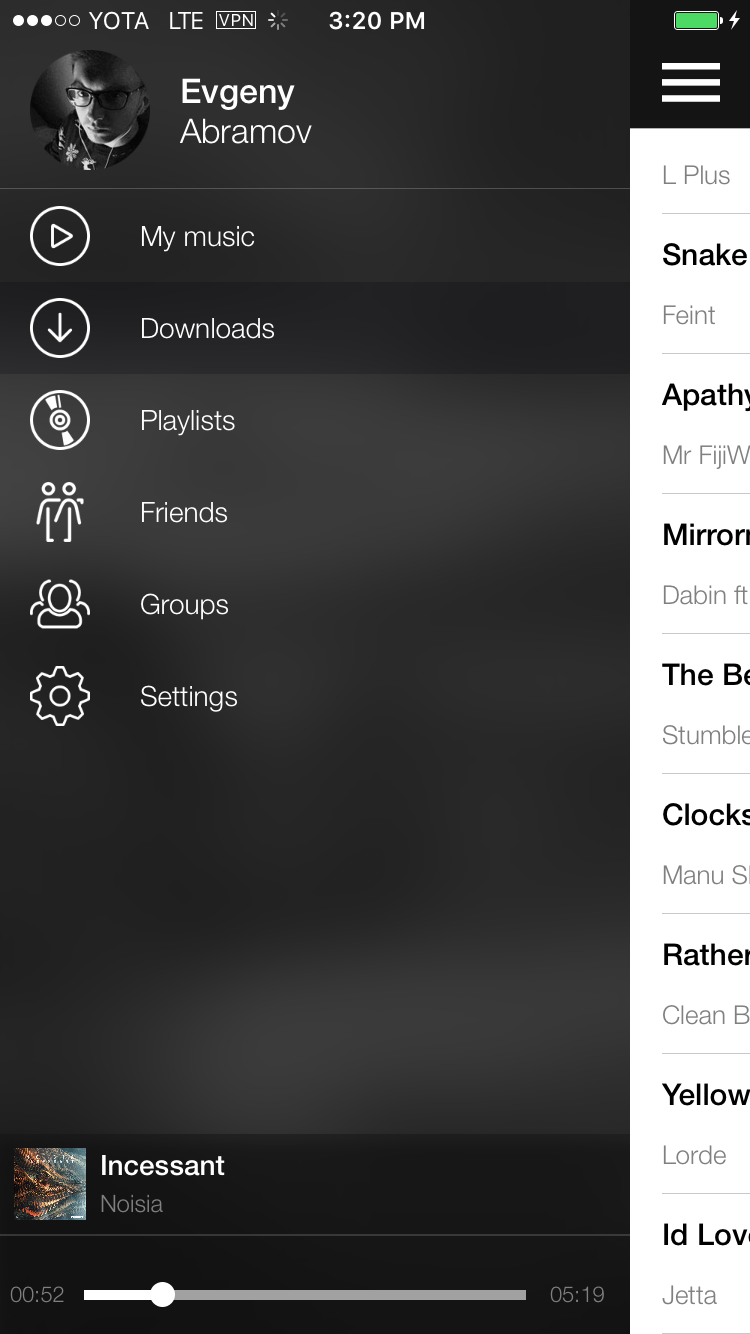 YOTA LTE VPN 3:20 PM
Evgeny
Abramov
My music
Downloads
Playlists
Friends
Groups
Settings
Incessant
Noisia
00:52 05:19
L Plus
Snake
Feint
Apathy
Mr FijiW
Mirror
Dabin ft
The Be
Stumble
Clocks
Manu S
Rather
Clean B
Yellow
Lorde
Id Lov
Jetta